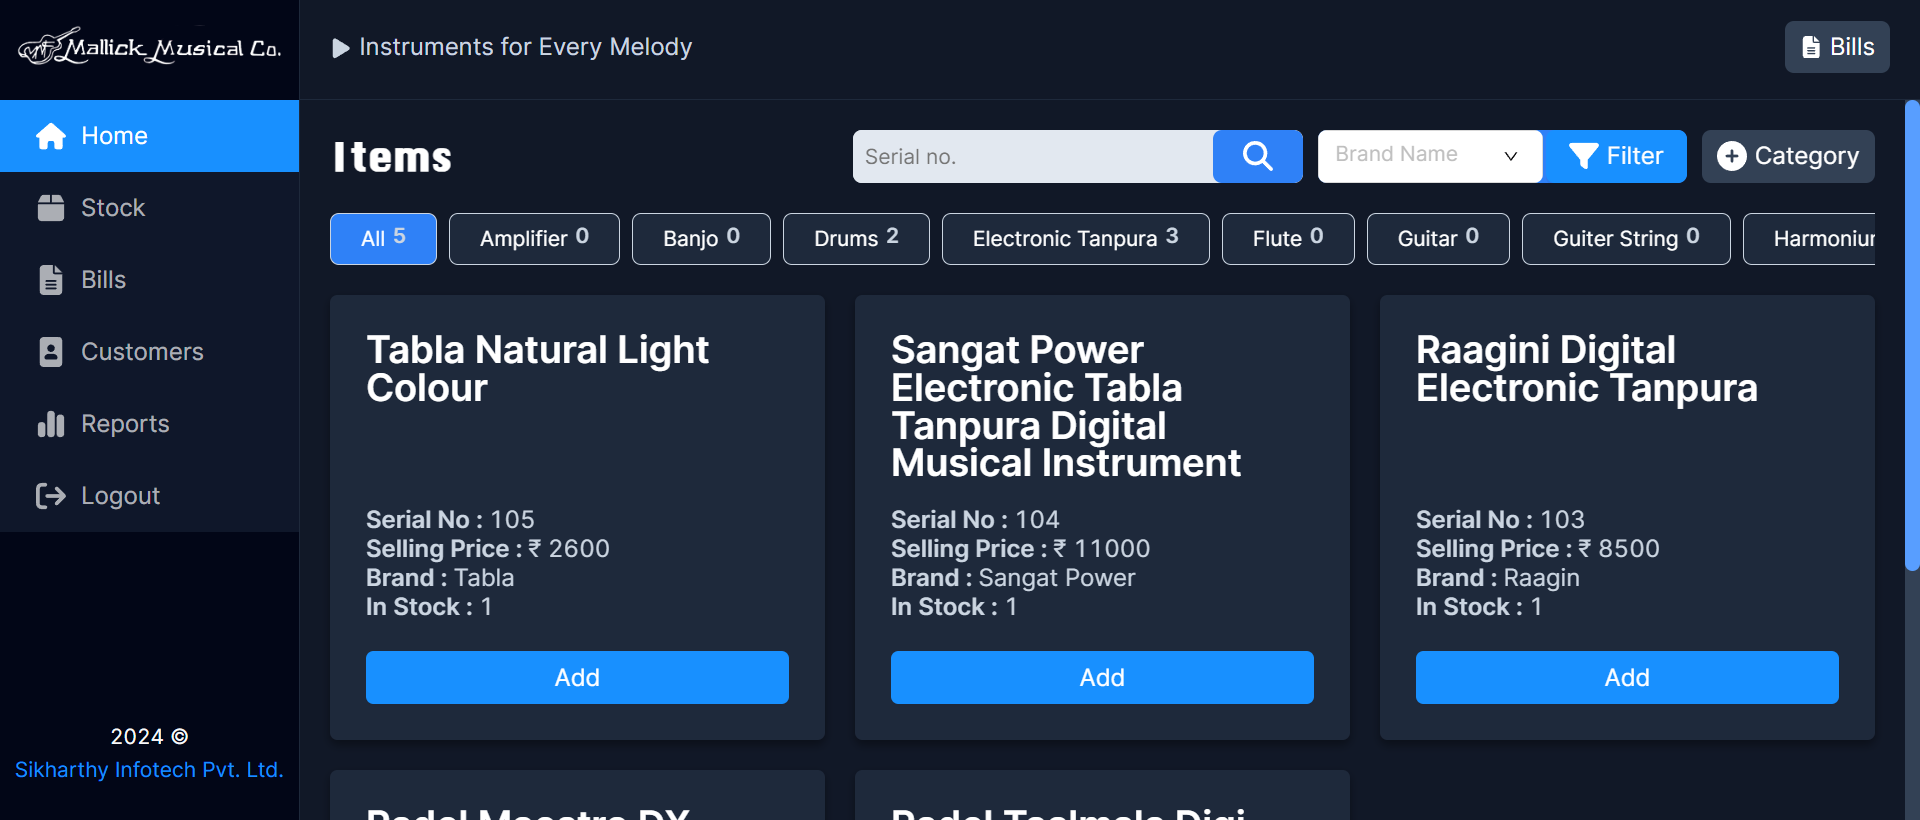 Mallick Musical Co.
Instruments for Every Melody
Bills
Home
Stock
Bills
Customers
Reports
Logout
2024 ©
Sikharthy Infotech Pvt. Ltd.
Items
Serial no.
Brand Name
Filter
Category
All 5
Amplifier 0
Banjo 0
Drums 2
Electronic Tanpura 3
Flute 0
Guitar 0
Guiter String 0
Tabla Natural Light
Colour
Serial No : 105
Selling Price : ₹ 2600
Brand : Tabla
In Stock : 1
Add
Sangat Power
Electronic Tabla
Tanpura Digital
Musical Instrument
Serial No : 104
Selling Price : ₹ 11000
Brand : Sangat Power
In Stock : 1
Add
Raagini Digital
Electronic Tanpura
Serial No : 103
Selling Price : ₹ 8500
Brand : Raagin
In Stock : 1
Add